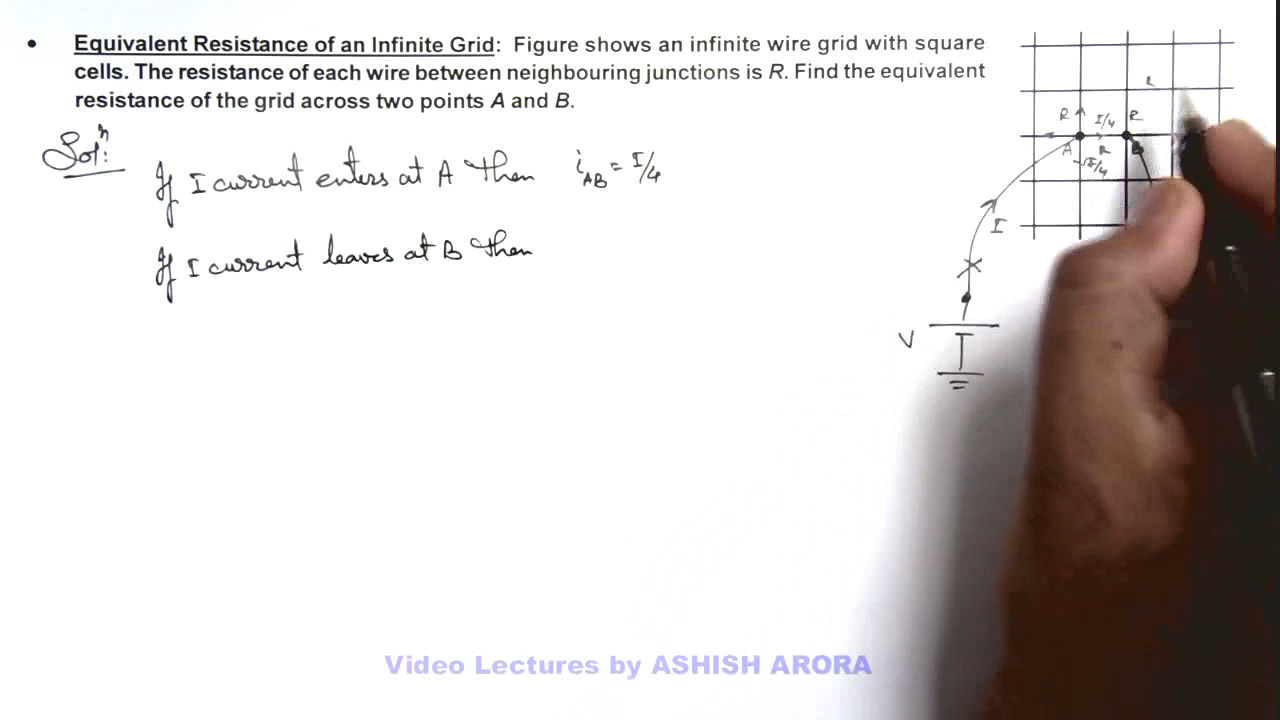 • Equivalent Resistance of an Infinite Grid: Figure shows an infinite wire grid with square
cells. The resistance of each wire between neighbouring junctions is R. Find the equivalent
resistance of the grid across two points A and B.
Solⁿ:
If I current enters at A then i_AB = I/4
If I current leaves at B then
R I/4 R
A R B
I/4
I
V
Video Lectures by ASHISH ARORA